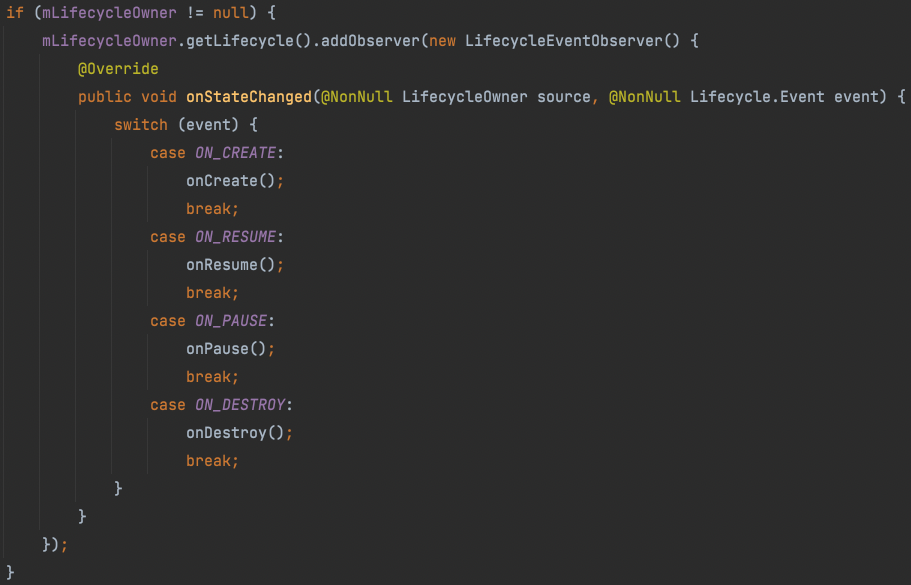 if (mLifecycleOwner != null) {
    mLifecycleOwner.getLifecycle().addObserver(new LifecycleEventObserver() {
        @Override
        public void onStateChanged(@NonNull LifecycleOwner source, @NonNull Lifecycle.Event event) {
            switch (event) {
                case ON_CREATE:
                    onCreate();
                    break;
                case ON_RESUME:
                    onResume();
                    break;
                case ON_PAUSE:
                    onPause();
                    break;
                case ON_DESTROY:
                    onDestroy();
                    break;
            }
        }
    });
}